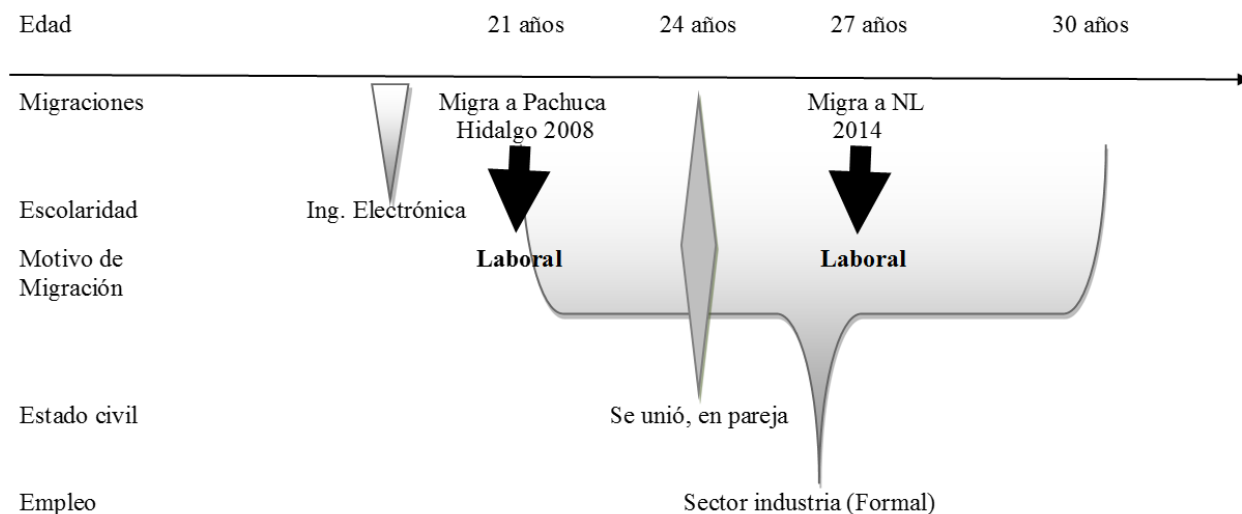 Edad 21 años 24 años 27 años 30 años
Migraciones Migra a Pachuca Migra a NL
Hidalgo 2008 2014
Escolaridad Ing. Electrónica
Motivo de Laboral Laboral
Migración
Estado civil Se unió, en pareja
Empleo Sector industria (Formal)